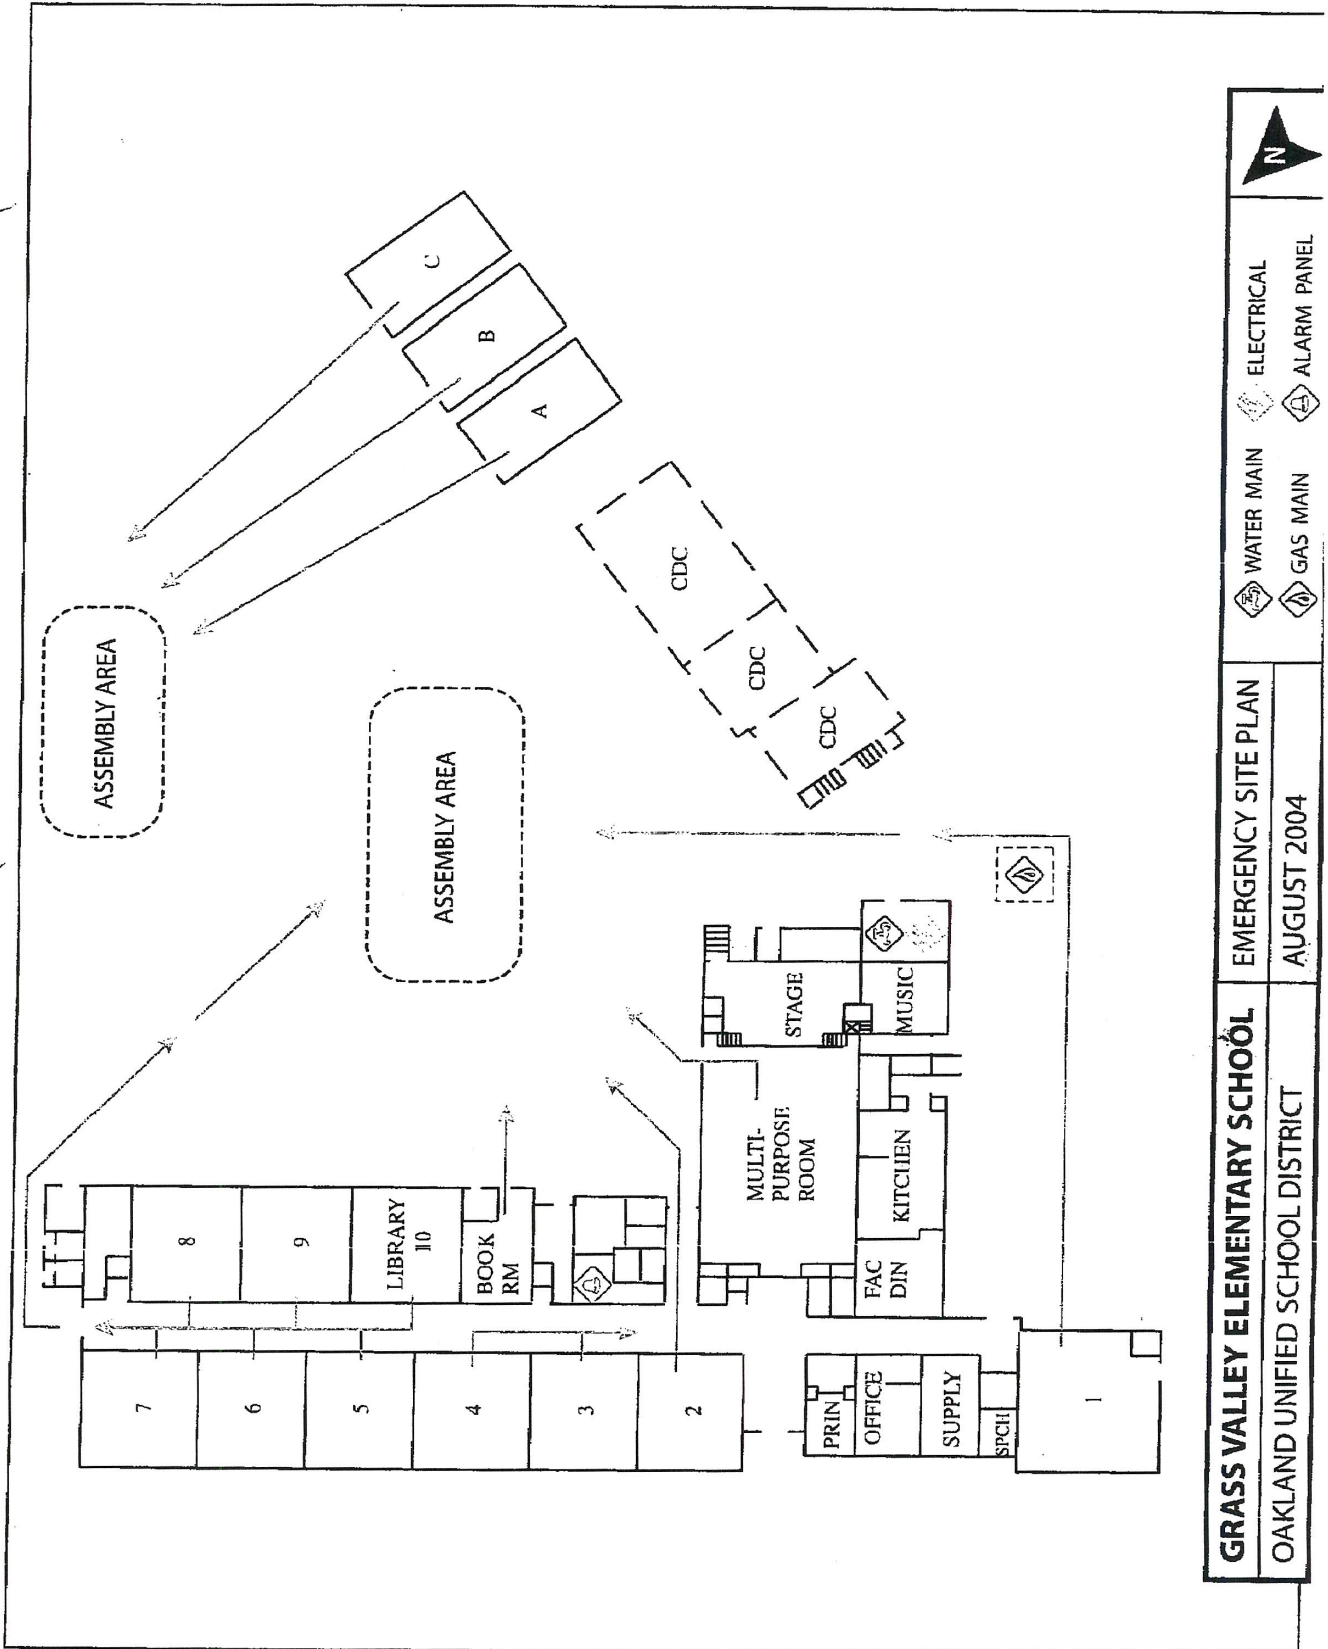 ASSEMBLY AREA
ASSEMBLY AREA
C
B
A
CDC
CDC
CDC
8
9
LIBRARY
10
BOOK
RM
7
6
5
4
3
2
MULTI-
PURPOSE
ROOM
STAGE
MUSIC
KITCHEN
FAC
DIN
PRIN
OFFICE
SUPPLY
SPCH
1
GRASS VALLEY ELEMENTARY SCHOOL
OAKLAND UNIFIED SCHOOL DISTRICT
EMERGENCY SITE PLAN
AUGUST 2004
WATER MAIN
ELECTRICAL
GAS MAIN
ALARM PANEL
N